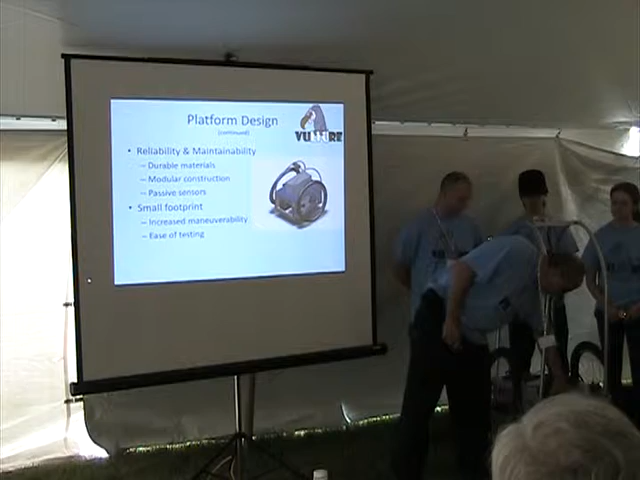 Platform Design
(continued)
VULTURE
• Reliability & Maintainability
– Durable materials
– Modular construction
– Passive sensors
• Small footprint
– Increased maneuverability
– Ease of testing